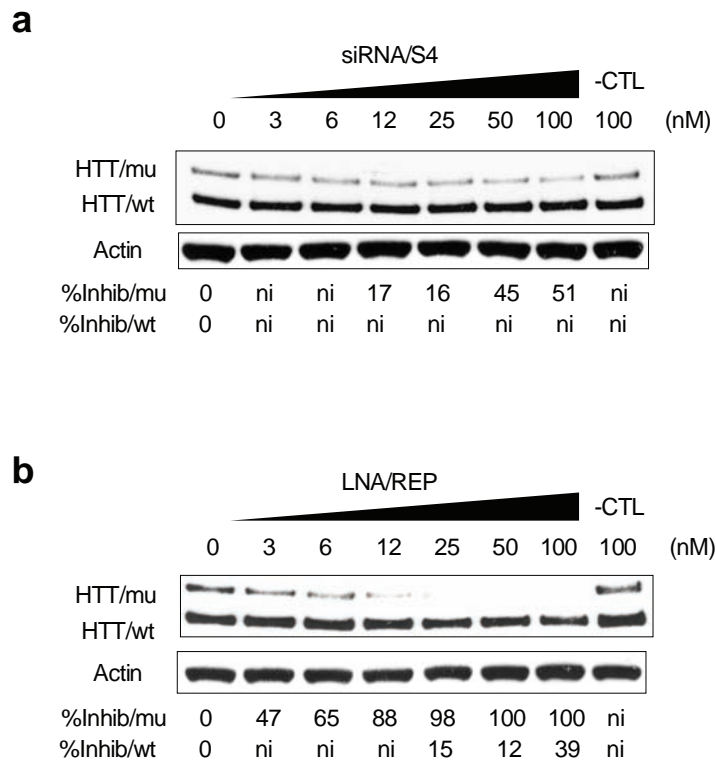 a
siRNA/S4
-CTL
0 3 6 12 25 50 100 100 (nM)
HTT/mu
HTT/wt
Actin
%Inhib/mu 0 ni ni 17 16 45 51 ni
%Inhib/wt 0 ni ni ni ni ni ni ni
b
LNA/REP
-CTL
0 3 6 12 25 50 100 100 (nM)
HTT/mu
HTT/wt
Actin
%Inhib/mu 0 47 65 88 98 100 100 ni
%Inhib/wt 0 ni ni ni 15 12 39 ni